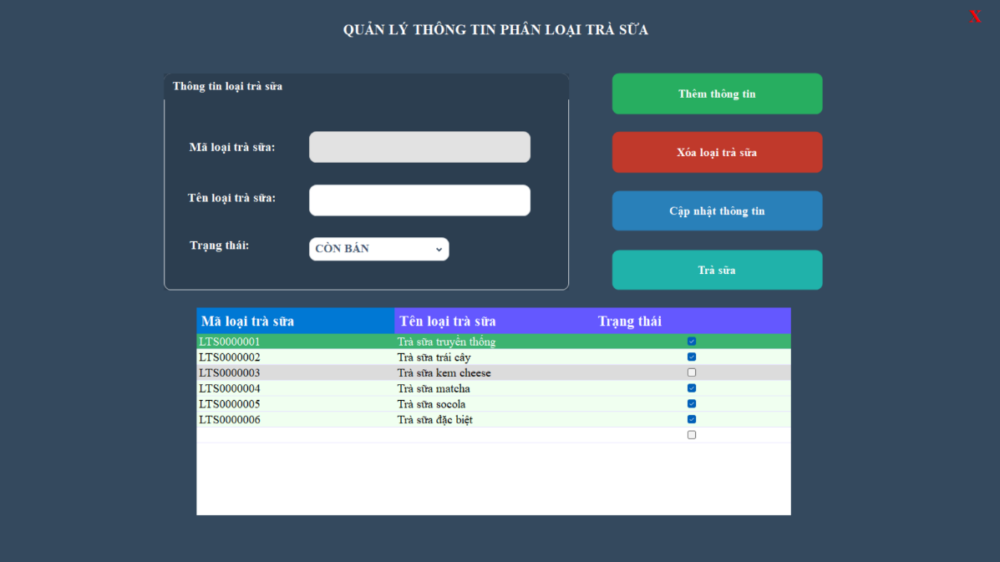 X
QUẢN LÝ THÔNG TIN PHÂN LOẠI TRÀ SỮA
Thông tin loại trà sữa
Mã loại trà sữa:
Tên loại trà sữa:
Trạng thái:
CÒN BÁN
Thêm thông tin
Xóa loại trà sữa
Cập nhật thông tin
Trà sữa
Mã loại trà sữa Tên loại trà sữa Trạng thái
LTS0000001 Trà sữa truyền thống
LTS0000002 Trà sữa trái cây
LTS0000003 Trà sữa kem cheese
LTS0000004 Trà sữa matcha
LTS0000005 Trà sữa socola
LTS0000006 Trà sữa đặc biệt